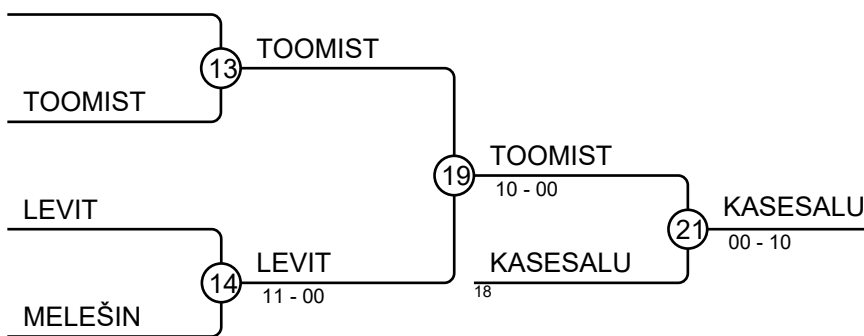 13
TOOMIST
TOOMIST
19
TOOMIST
10 - 00
LEVIT
21
KASESALU
00 - 10
14
LEVIT
11 - 00
KASESALU
18
MELEŠIN